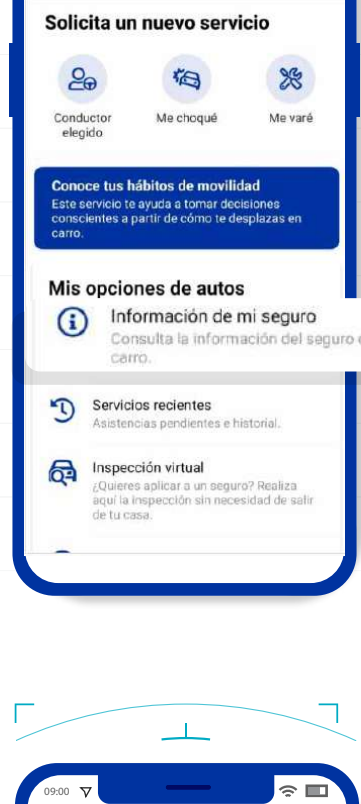 Solicita un nuevo servicio
Conductor
elegido
Me choqué
Me varé
Conoce tus hábitos de movilidad
Este servicio te ayuda a tomar decisiones
conscientes a partir de cómo te desplazas en
carro.
Mis opciones de autos
Información de mi seguro
Consulta la información del seguro
carro.
Servicios recientes
Asistencias pendientes e historial.
Inspección virtual
¿Quieres aplicar a un seguro? Realiza
aquí la inspección sin necesidad de salir
de tu casa.
09:00